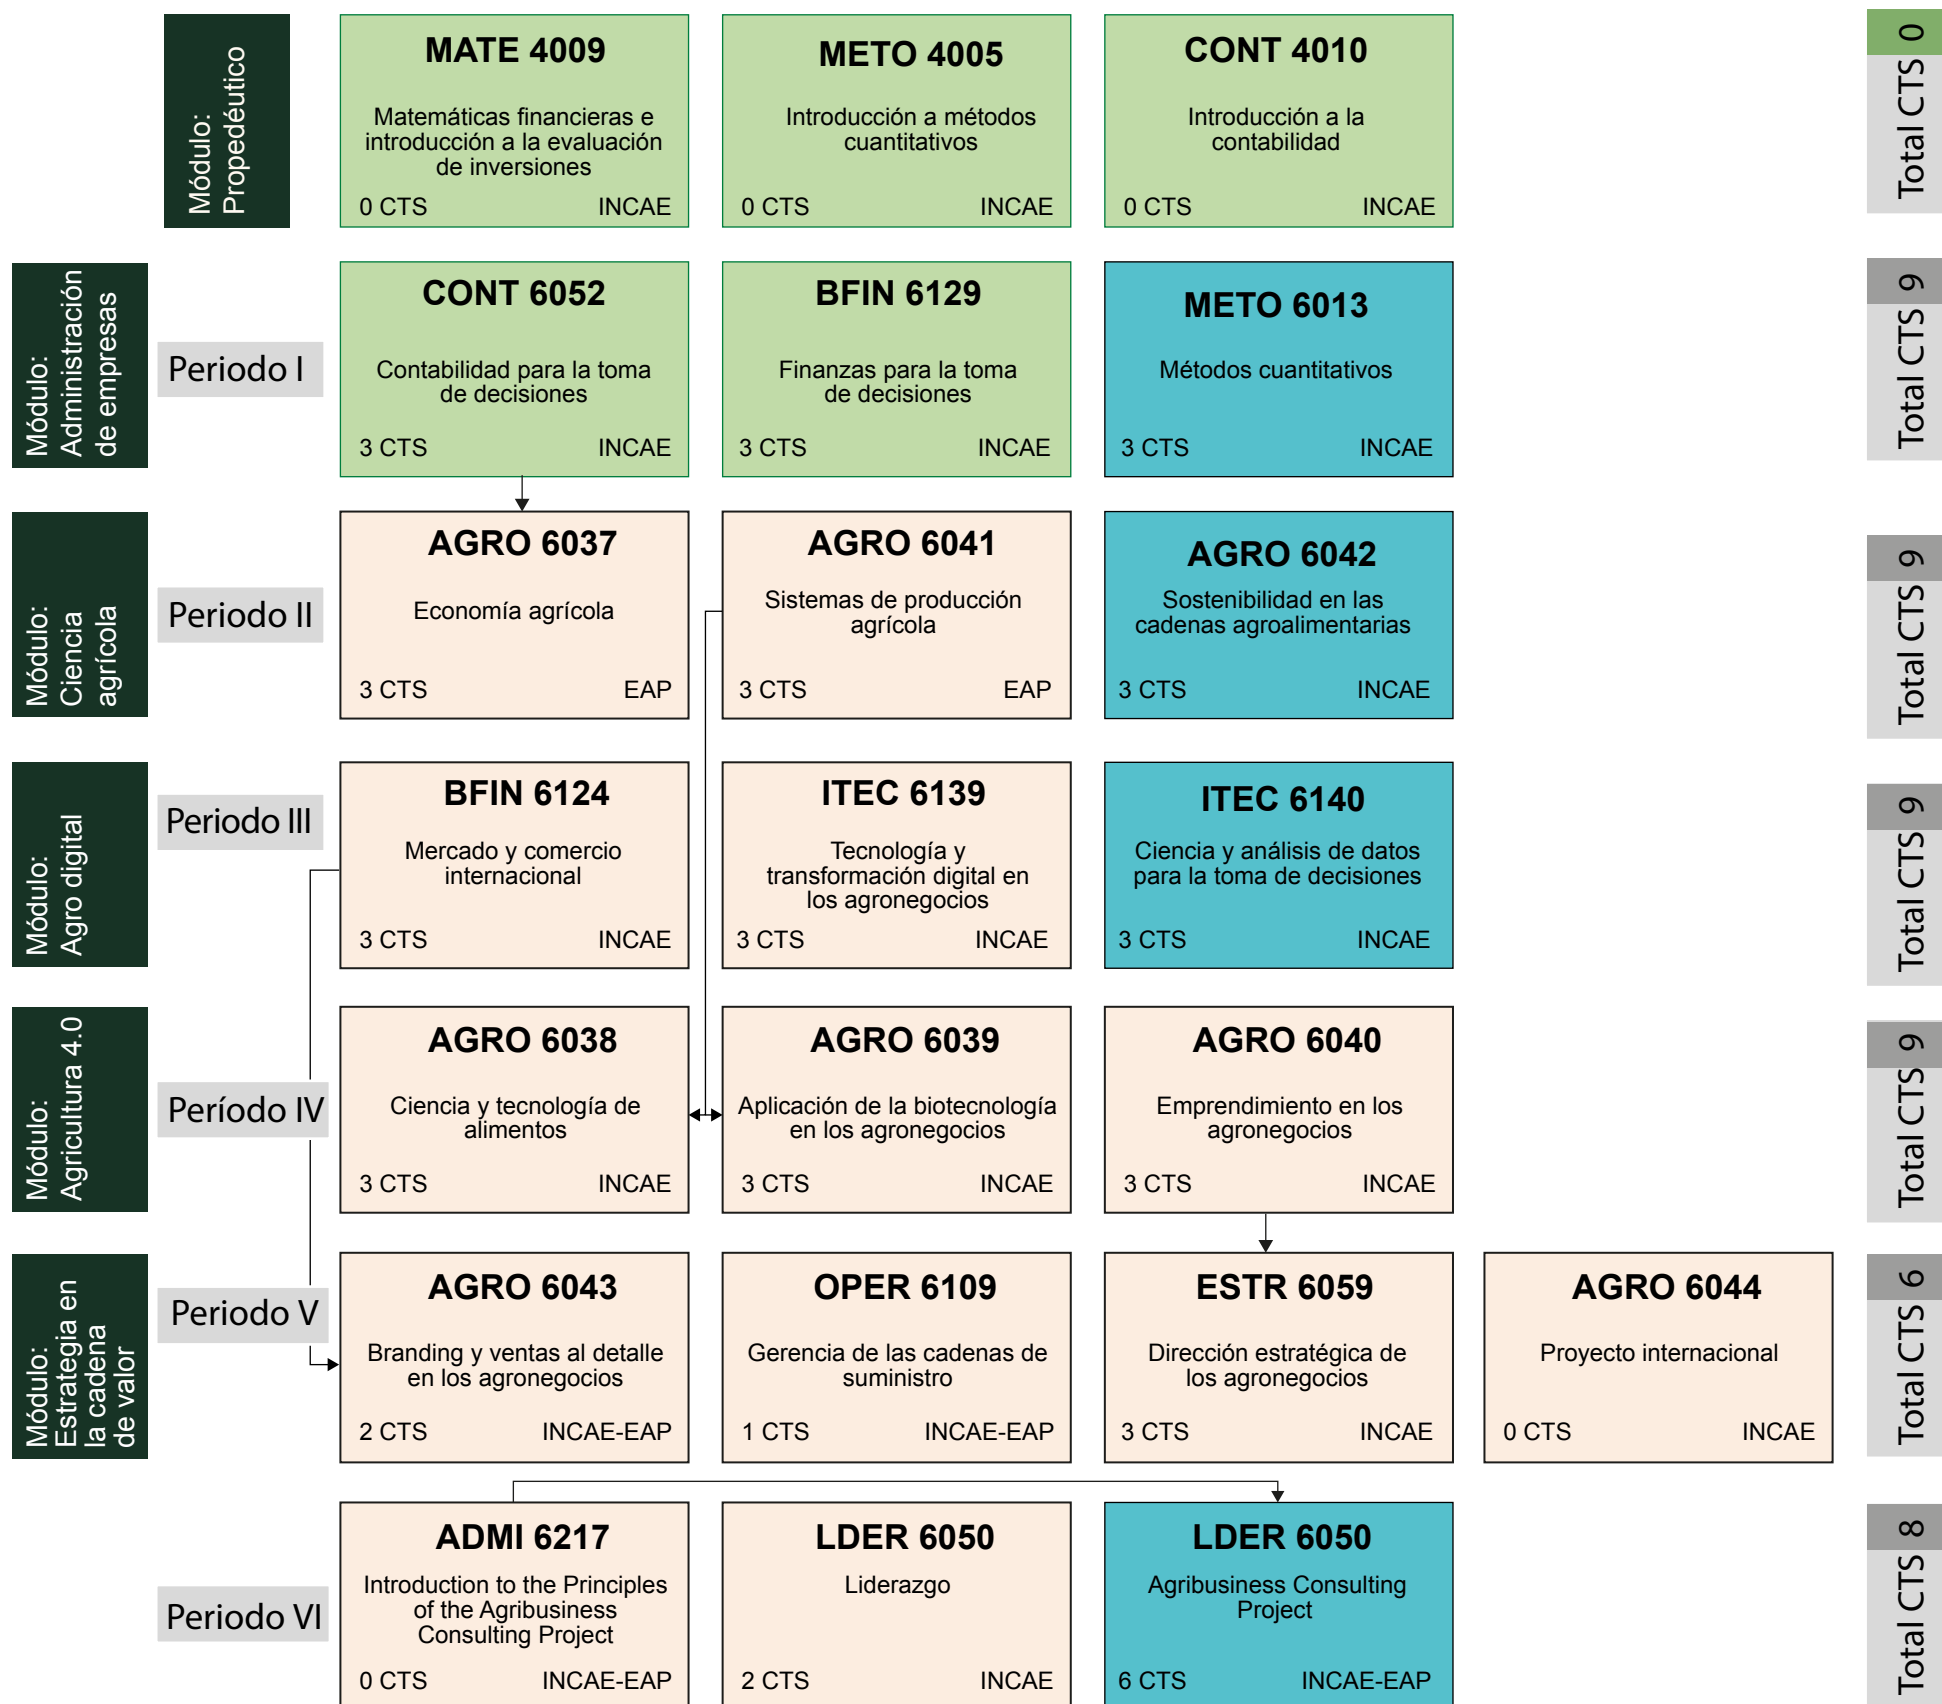 Módulo:
Propedéutico
MATE 4009
Matemáticas financieras e
introducción a la evaluación
de inversiones
0 CTS INCAE
METO 4005
Introducción a métodos
cuantitativos
0 CTS INCAE
CONT 4010
Introducción a la
contabilidad
0 CTS INCAE
Total CTS 0
Módulo:
Administración
de empresas
Periodo I
CONT 6052
Contabilidad para la toma
de decisiones
3 CTS INCAE
BFIN 6129
Finanzas para la toma
de decisiones
3 CTS INCAE
METO 6013
Métodos cuantitativos
3 CTS INCAE
Total CTS 9
Módulo:
Ciencia
agrícola
Periodo II
AGRO 6037
Economía agrícola
3 CTS EAP
AGRO 6041
Sistemas de producción
agrícola
3 CTS EAP
AGRO 6042
Sostenibilidad en las
cadenas agroalimentarias
3 CTS INCAE
Total CTS 9
Módulo:
Agro digital
Periodo III
BFIN 6124
Mercado y comercio
internacional
3 CTS INCAE
ITEC 6139
Tecnología y
transformación digital en
los agronegocios
3 CTS INCAE
ITEC 6140
Ciencia y análisis de datos
para la toma de decisiones
3 CTS INCAE
Total CTS 9
Módulo:
Agricultura 4.0
Período IV
AGRO 6038
Ciencia y tecnología de
alimentos
3 CTS INCAE
AGRO 6039
Aplicación de la biotecnología
en los agronegocios
3 CTS INCAE
AGRO 6040
Emprendimiento en los
agronegocios
3 CTS INCAE
Total CTS 9
Módulo:
Estrategia en
la cadena
de valor
Periodo V
AGRO 6043
Branding y ventas al detalle
en los agronegocios
2 CTS INCAE-EAP
OPER 6109
Gerencia de las cadenas de
suministro
1 CTS INCAE-EAP
ESTR 6059
Dirección estratégica de
los agronegocios
3 CTS INCAE
AGRO 6044
Proyecto internacional
0 CTS INCAE
Total CTS 6
Periodo VI
ADMI 6217
Introduction to the Principles
of the Agribusiness
Consulting Project
0 CTS INCAE-EAP
LDER 6050
Liderazgo
2 CTS INCAE
LDER 6050
Agribusiness Consulting
Project
6 CTS INCAE-EAP
Total CTS 8